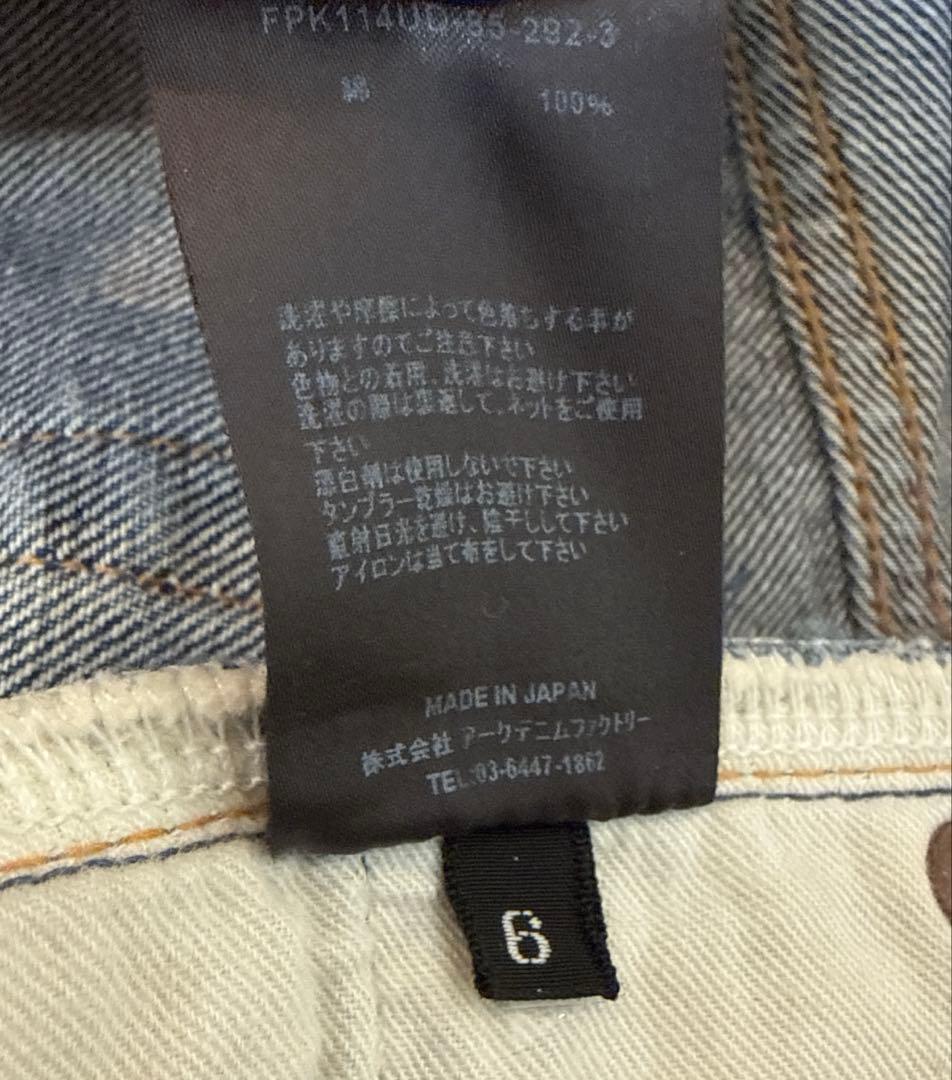 FPK114UD-85-282-3
綿 100%
洗濯や摩擦によって色落ちする事が
ありますのでご注意下さい
色物との着用、洗濯はお避け下さい
洗濯の際は裏返して、ネットをご使用
下さい
漂白剤は使用しないで下さい
タンブラー乾燥はお避け下さい
直射日光を避け、陰干しして下さい
アイロンは当て布をして下さい
MADE IN JAPAN
株式会社 アークデニムファクトリー
TEL:03-6447-1862
6